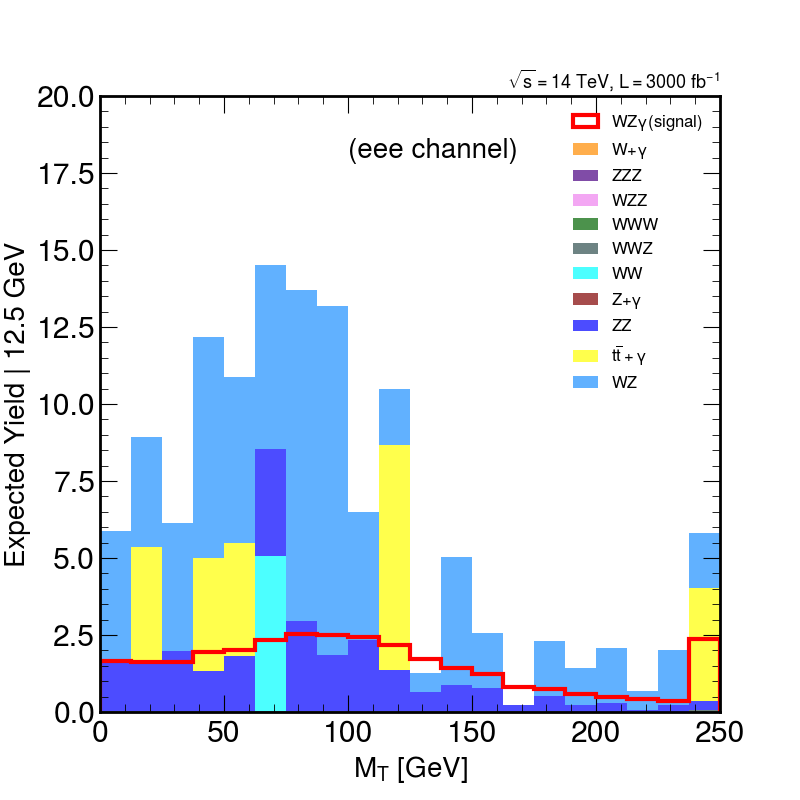 √s = 14 TeV, L = 3000 fb⁻¹
20.0
17.5
15.0
12.5
10.0
7.5
5.0
2.5
0.0
Expected Yield | 12.5 GeV
(eee channel)
WZγ(signal)
W+γ
ZZZ
WZZ
WWW
WWZ
WW
Z+γ
ZZ
tt̄+γ
WZ
0 50 100 150 200 250
M_T [GeV]